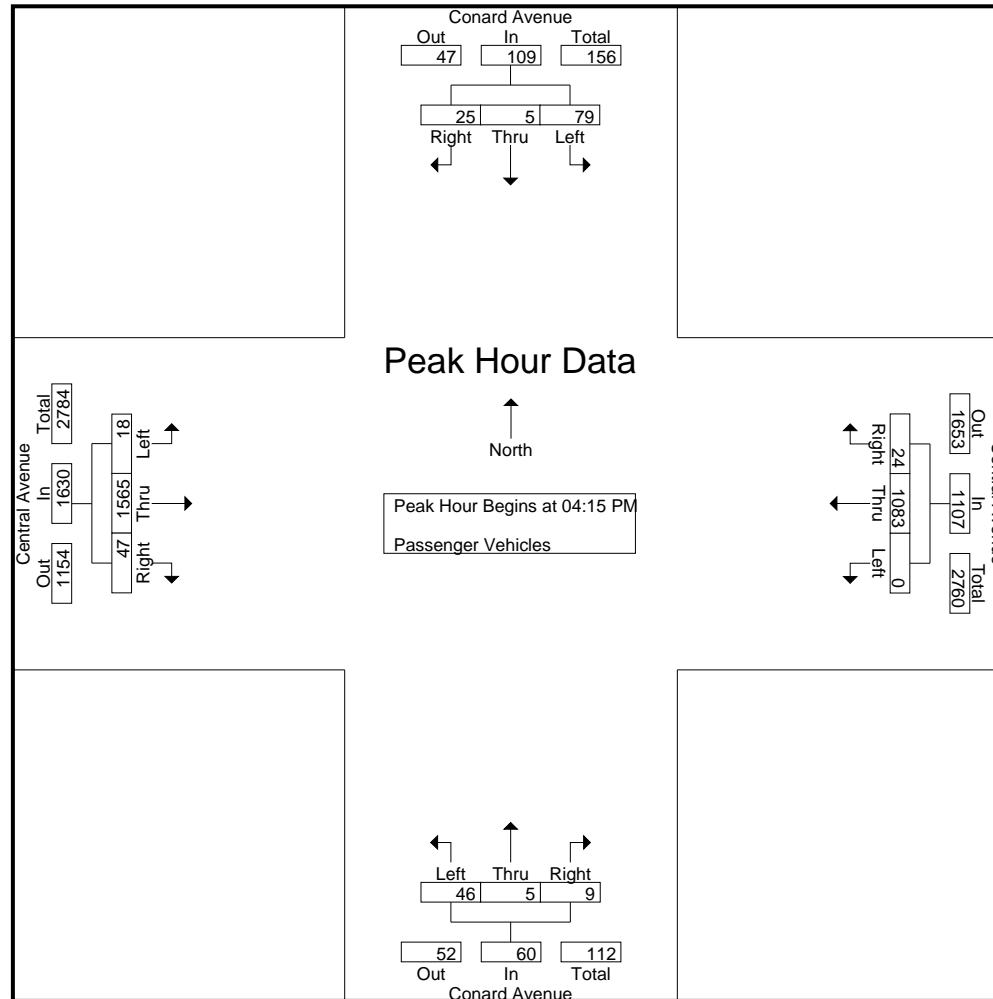 Conard Avenue
Out In Total
47 109 156
25 5 79
Right Thru Left
Peak Hour Data
North
Peak Hour Begins at 04:15 PM
Passenger Vehicles
Central Avenue
Out In Total
1154 1630 2784
18 1565 47
Left Thru Right
Out In Total
1653 1107 2760
24 1083 0
Right Thru Left
Left Thru Right
46 5 9
52 60 112
Out In Total
Conard Avenue